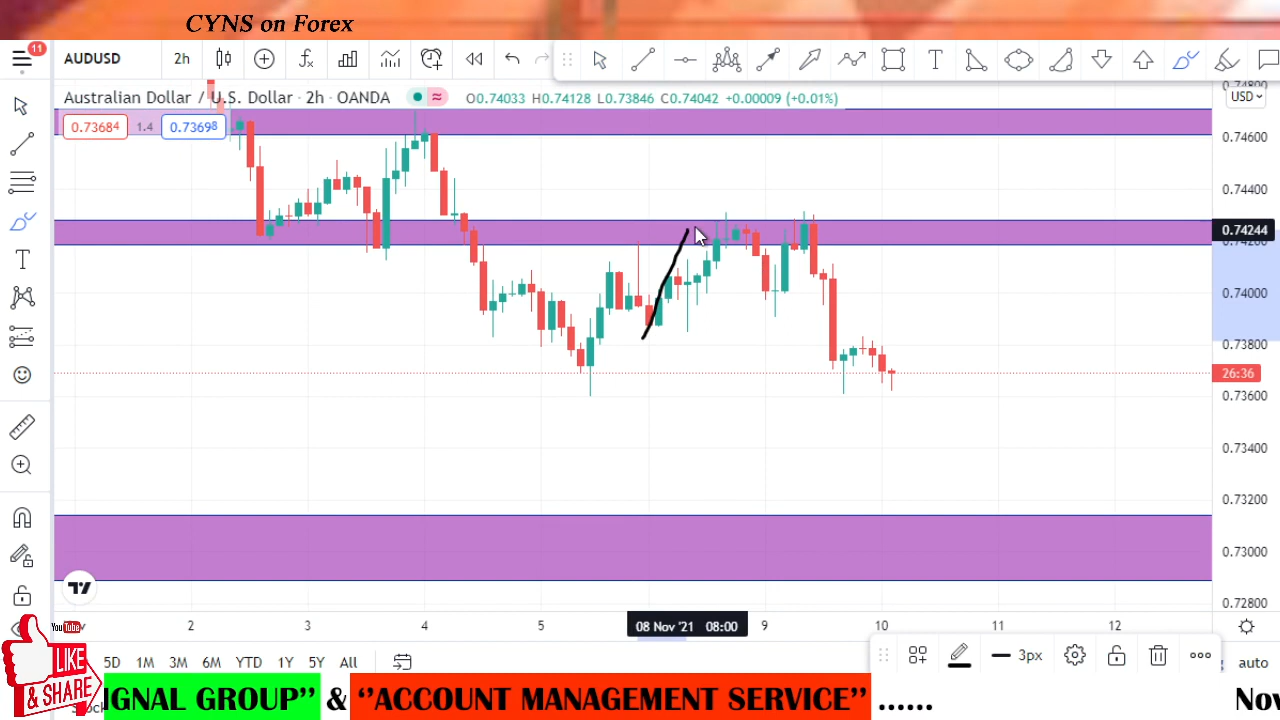 CYNS on Forex
11
AUDUSD 2h
Australian Dollar / U.S. Dollar · 2h · OANDA O0.74033 H0.74128 L0.73846 C0.74042 +0.00009 (+0.01%)
USD
0.73684 1.4 0.73698
0.74600
0.74400
0.74244
0.74200
0.74000
0.73800
26:36
0.73600
0.73400
0.73200
0.73000
0.72800
2 3 4 5 08 Nov '21 08:00 9 10 11 12
YouTube
LIKE
& SHARE
5D 1M 3M 6M YTD 1Y 5Y All
3px
auto
IGNAL GROUP'' & ''ACCOUNT MANAGEMENT SERVICE'' ...... Nov